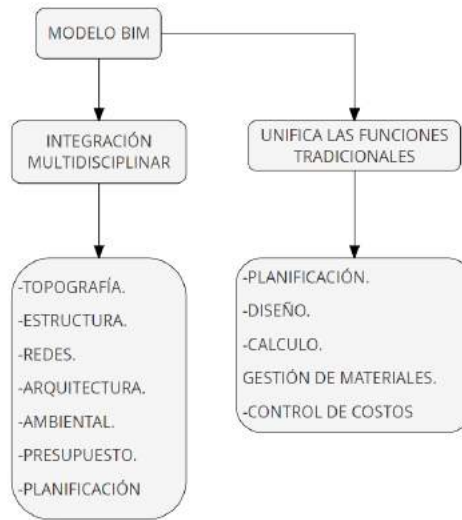 MODELO BIM
INTEGRACIÓN
MULTIDISCIPLINAR
UNIFICA LAS FUNCIONES
TRADICIONALES
-TOPOGRAFÍA.
-ESTRUCTURA.
-REDES.
-ARQUITECTURA.
-AMBIENTAL.
-PRESUPUESTO.
-PLANIFICACIÓN
-PLANIFICACIÓN.
-DISEÑO.
-CALCULO.
GESTIÓN DE MATERIALES.
-CONTROL DE COSTOS